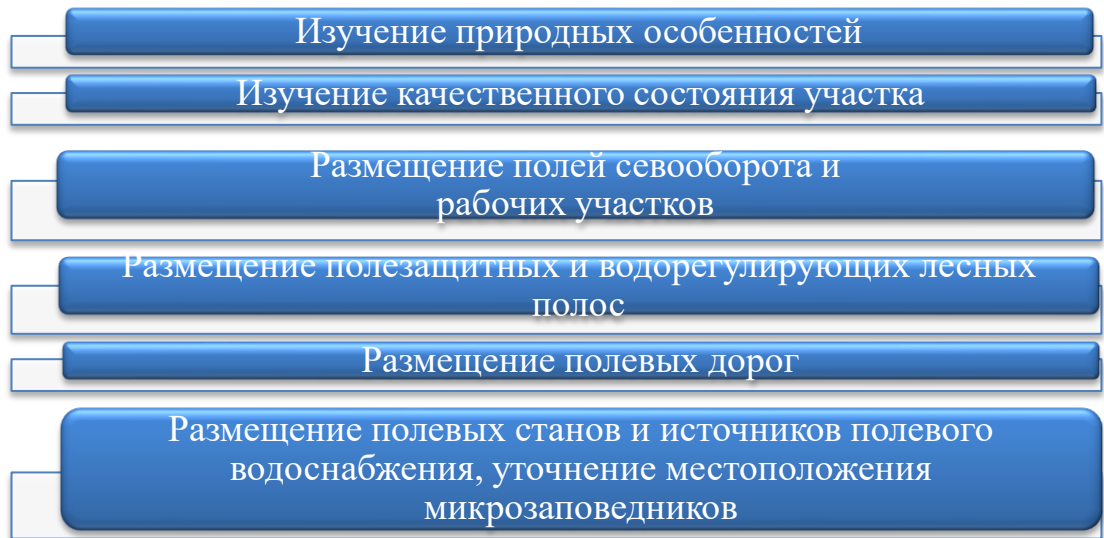 Изучение природных особенностей
Изучение качественного состояния участка
Размещение полей севооборота и
рабочих участков
Размещение полезащитных и водорегулирующих лесных
полос
Размещение полевых дорог
Размещение полевых станов и источников полевого
водоснабжения, уточнение местоположения
микрозаповедников